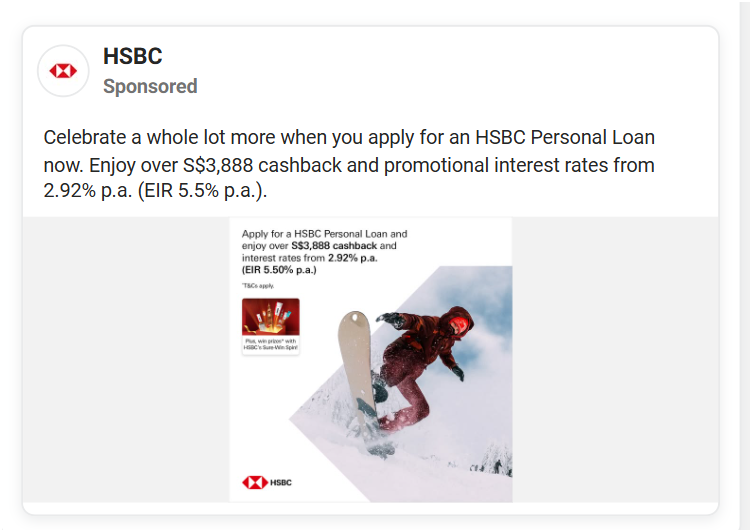 HSBC
Sponsored
Celebrate a whole lot more when you apply for an HSBC Personal Loan
now. Enjoy over S$3,888 cashback and promotional interest rates from
2.92% p.a. (EIR 5.5% p.a.).
Apply for a HSBC Personal Loan and
enjoy over S$3,888 cashback and
interest rates from 2.92% p.a.
(EIR 5.50% p.a.)
*T&Cs apply.
Plus, win prizes* with
HSBC's Sure-Win Spin!
HSBC